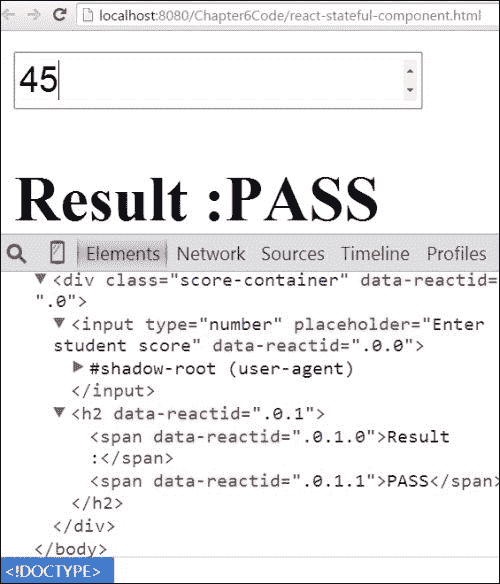 localhost:8080/Chapter6Code/react-stateful-component.html
45
Result :PASS
Elements Network Sources Timeline Profiles
▼<div class="score-container" data-reactid=
".0">
▼<input type="number" placeholder="Enter
student score" data-reactid=".0.0">
▶#shadow-root (user-agent)
</input>
▼<h2 data-reactid=".0.1">
<span data-reactid=".0.1.0">Result
:</span>
<span data-reactid=".0.1.1">PASS</span>
</h2>
</div>
</body>
<!DOCTYPE>